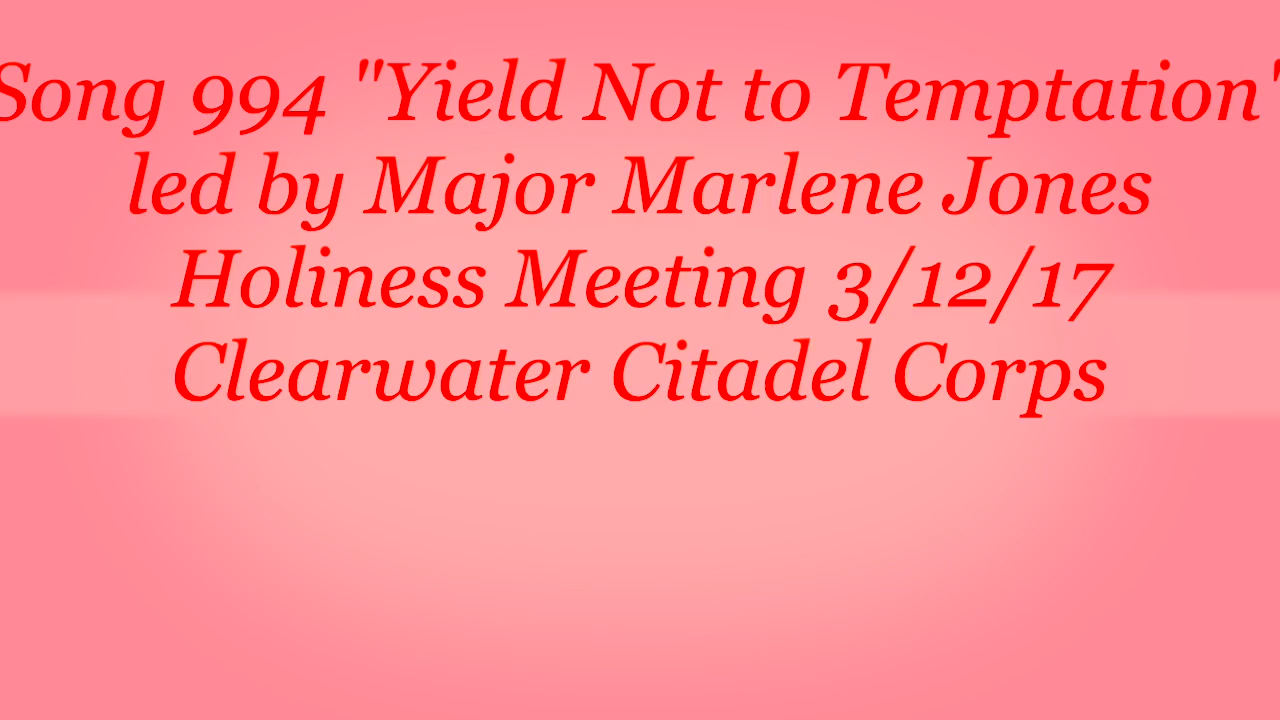 Song 994 "Yield Not to Temptation"
led by Major Marlene Jones
Holiness Meeting 3/12/17
Clearwater Citadel Corps